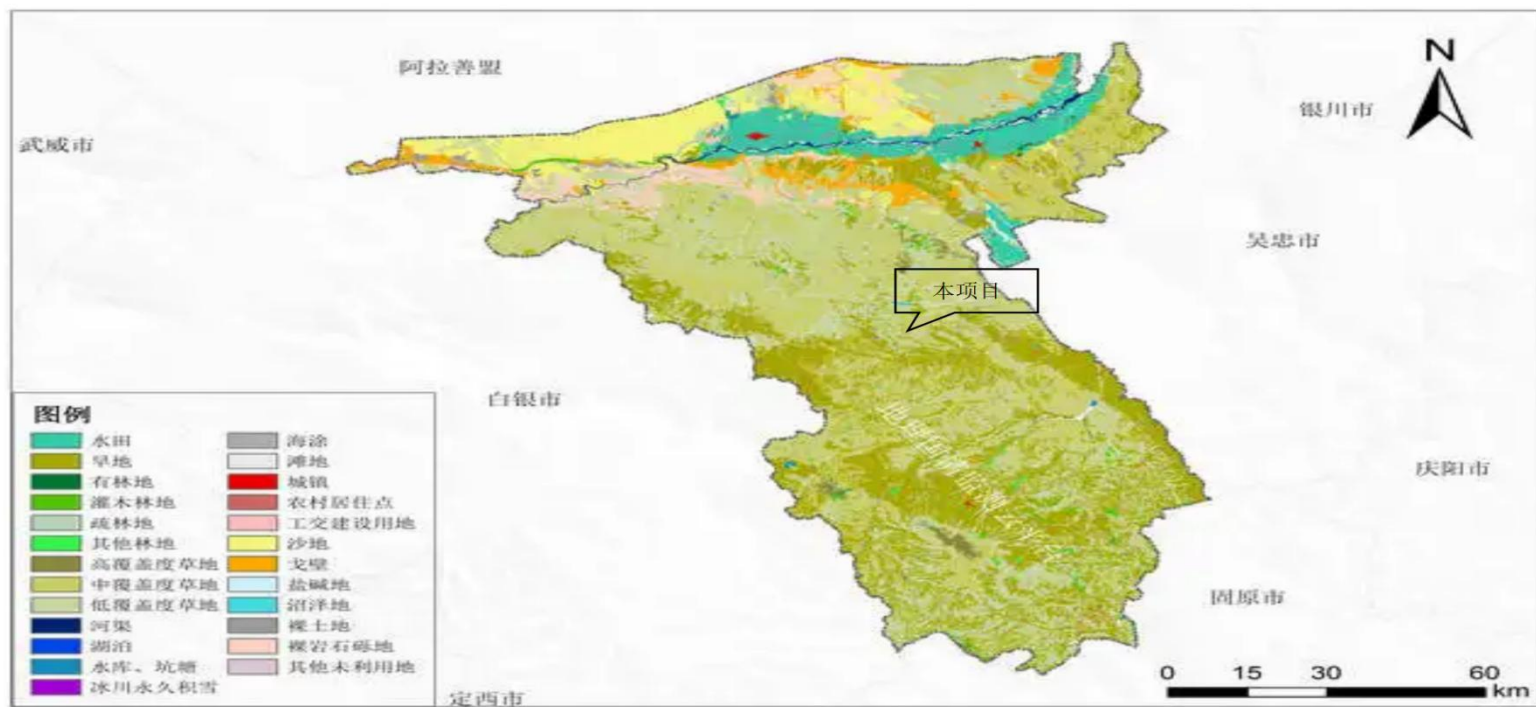 阿拉善盟
N
银川市
武威市
吴忠市
本项目
白银市
庆阳市
固原市
定西市
图例
水田
旱地
有林地
灌木林地
疏林地
其他林地
高覆盖度草地
中覆盖度草地
低覆盖度草地
河渠
湖泊
水库、坑塘
冰川永久积雪
海涂
滩地
城镇
农村居住点
工交建设用地
沙地
戈壁
盐碱地
沼泽地
裸土地
裸岩石砾地
其他未利用地
0 15 30 60
km